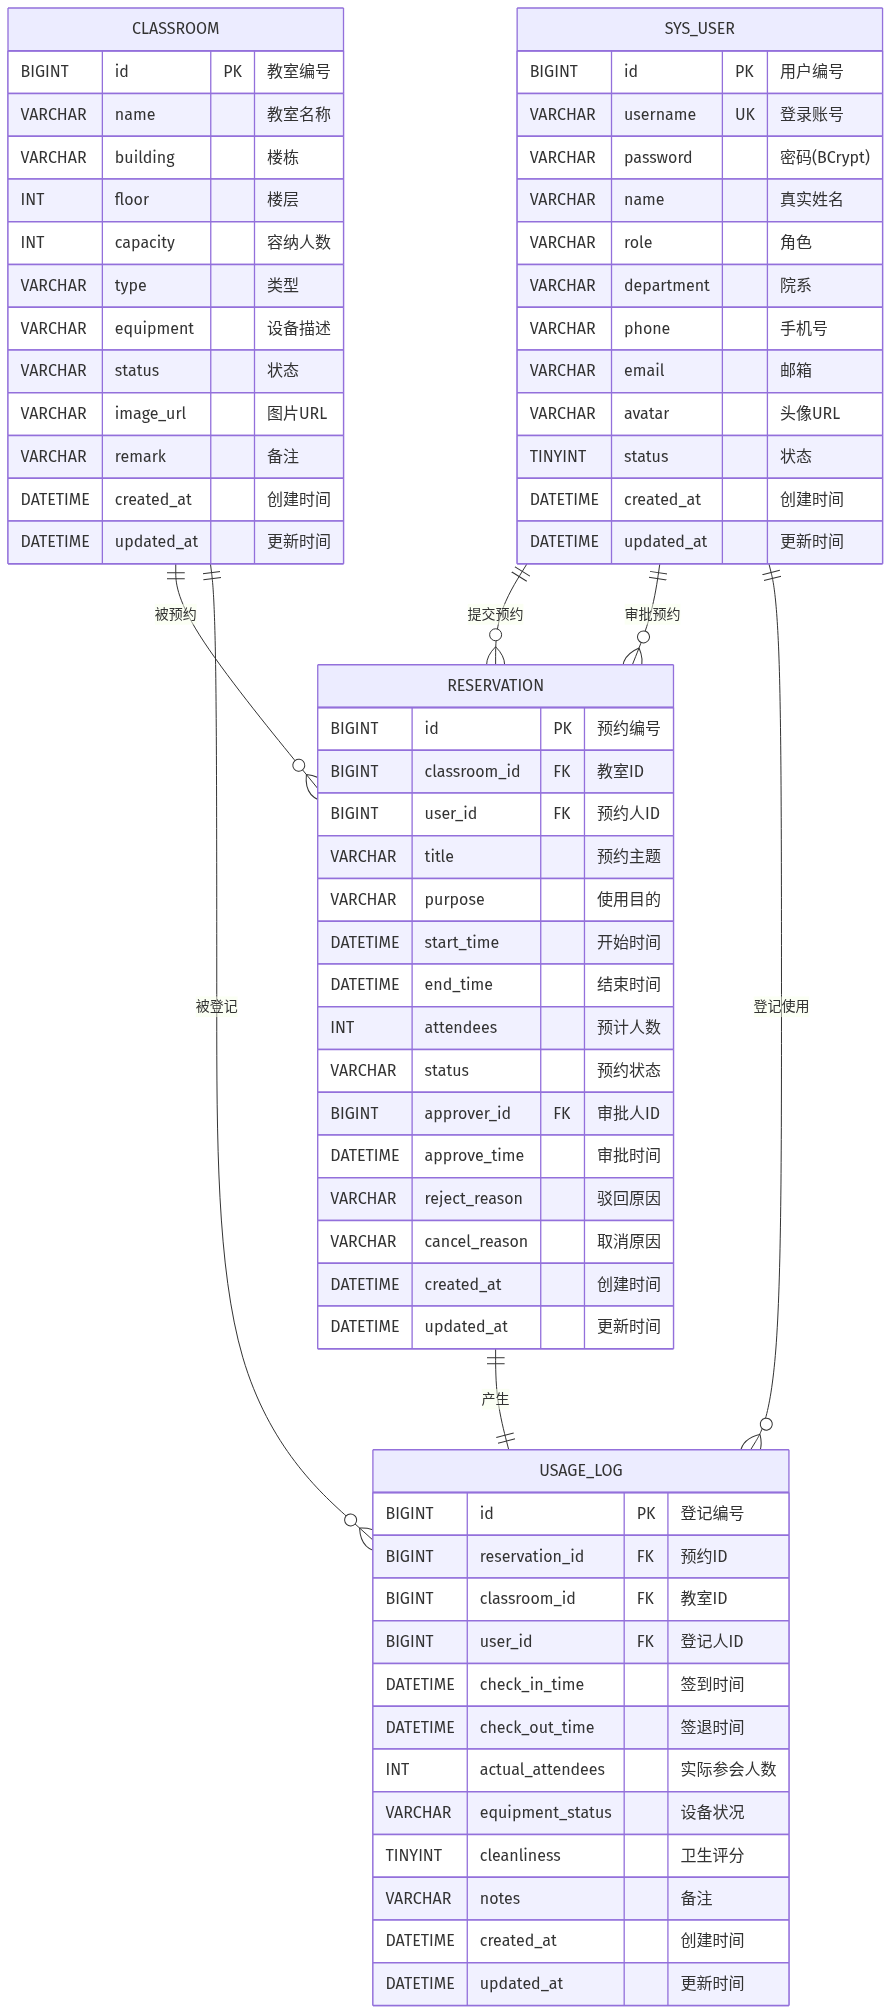 CLASSROOM
BIGINT id PK 教室编号
VARCHAR name 教室名称
VARCHAR building 楼栋
INT floor 楼层
INT capacity 容纳人数
VARCHAR type 类型
VARCHAR equipment 设备描述
VARCHAR status 状态
VARCHAR image_url 图片URL
VARCHAR remark 备注
DATETIME created_at 创建时间
DATETIME updated_at 更新时间
SYS_USER
BIGINT id PK 用户编号
VARCHAR username UK 登录账号
VARCHAR password 密码(BCrypt)
VARCHAR name 真实姓名
VARCHAR role 角色
VARCHAR department 院系
VARCHAR phone 手机号
VARCHAR email 邮箱
VARCHAR avatar 头像URL
TINYINT status 状态
DATETIME created_at 创建时间
DATETIME updated_at 更新时间
被预约
提交预约
审批预约
RESERVATION
BIGINT id PK 预约编号
BIGINT classroom_id FK 教室ID
BIGINT user_id FK 预约人ID
VARCHAR title 预约主题
VARCHAR purpose 使用目的
DATETIME start_time 开始时间
DATETIME end_time 结束时间
INT attendees 预计人数
VARCHAR status 预约状态
BIGINT approver_id FK 审批人ID
DATETIME approve_time 审批时间
VARCHAR reject_reason 驳回原因
VARCHAR cancel_reason 取消原因
DATETIME created_at 创建时间
DATETIME updated_at 更新时间
被登记
登记使用
产生
USAGE_LOG
BIGINT id PK 登记编号
BIGINT reservation_id FK 预约ID
BIGINT classroom_id FK 教室ID
BIGINT user_id FK 登记人ID
DATETIME check_in_time 签到时间
DATETIME check_out_time 签退时间
INT actual_attendees 实际参会人数
VARCHAR equipment_status 设备状况
TINYINT cleanliness 卫生评分
VARCHAR notes 备注
DATETIME created_at 创建时间
DATETIME updated_at 更新时间